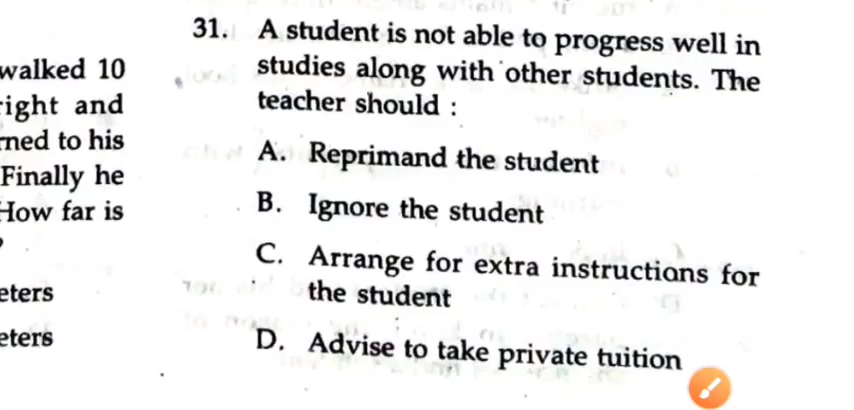 walked 10
right and
rned to his
Finally he
How far is
?
eters
eters
31. A student is not able to progress well in
studies along with other students. The
teacher should :
A. Reprimand the student
B. Ignore the student
C. Arrange for extra instructions for
the student
D. Advise to take private tuition